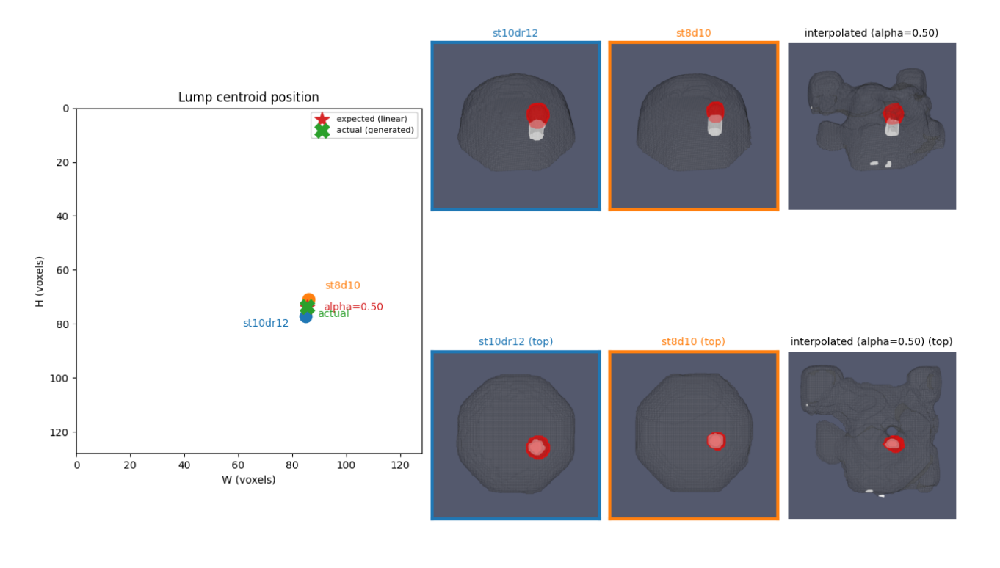 st10dr12
st8d10
interpolated (alpha=0.50)
Lump centroid position
expected (linear)
actual (generated)
0
20
40
60
80
100
120
H (voxels)
st8d10
alpha=0.50
actual
st10dr12
0 20 40 60 80 100 120
W (voxels)
st10dr12 (top)
st8d10 (top)
interpolated (alpha=0.50) (top)